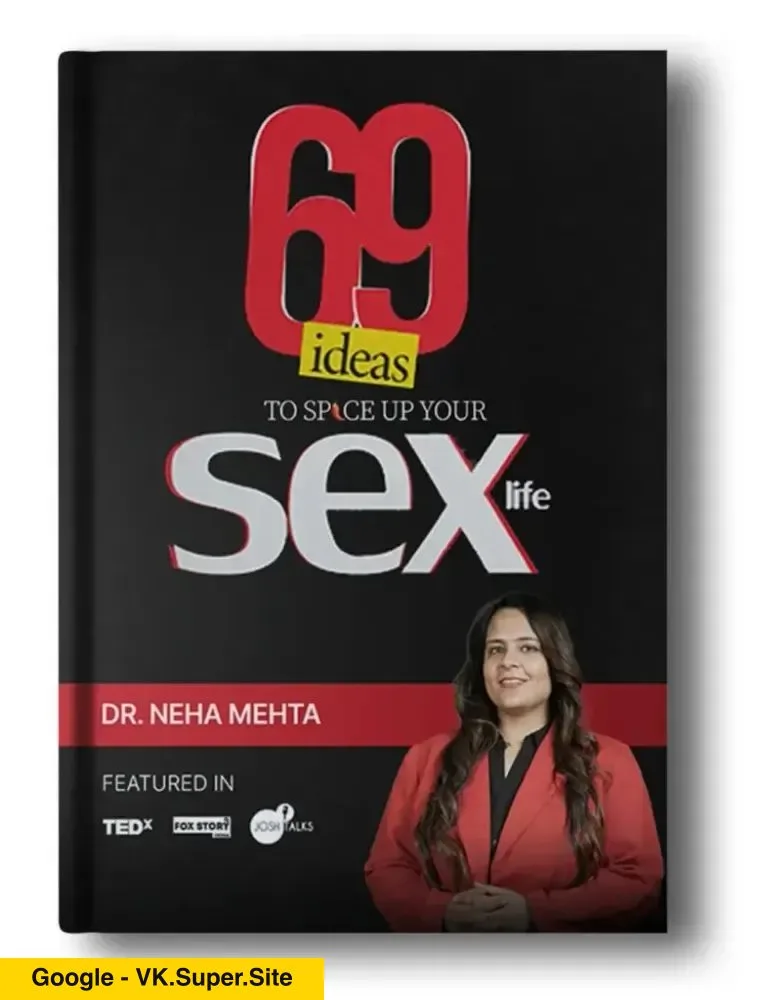 69
ideas
TO SPICE UP YOUR
sex life
DR. NEHA MEHTA
FEATURED IN
TEDx
FOX STORY
JOSH TALKS
Google - VK.Super.Site